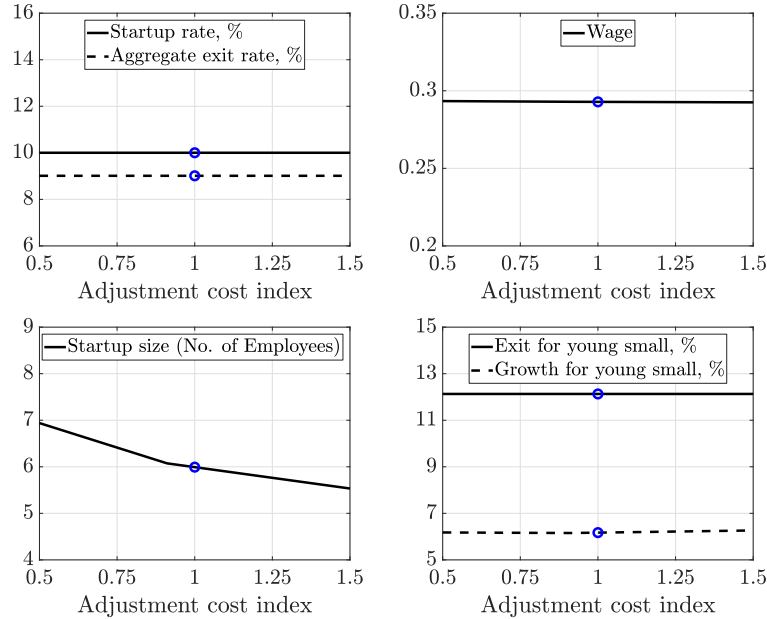 16
14
12
10
8
6
Startup rate, %
Aggregate exit rate, %
0.5 0.75 1 1.25 1.5
Adjustment cost index
0.35
0.3
0.25
0.2
Wage
0.5 0.75 1 1.25 1.5
Adjustment cost index
9
8
7
6
5
4
Startup size (No. of Employees)
0.5 0.75 1 1.25 1.5
Adjustment cost index
15
13
11
9
7
5
Exit for young small, %
Growth for young small, %
0.5 0.75 1 1.25 1.5
Adjustment cost index